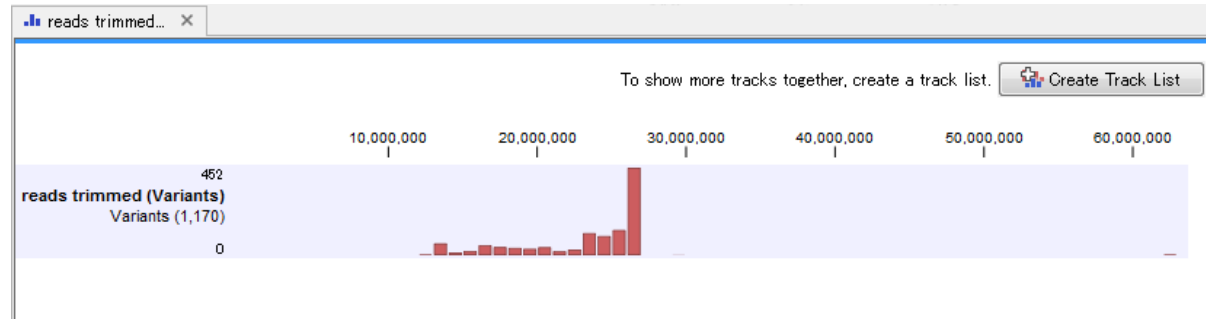 reads trimmed...
To show more tracks together, create a track list. Create Track List
10,000,000 20,000,000 30,000,000 40,000,000 50,000,000 60,000,000
452
reads trimmed (Variants)
Variants (1,170)
0